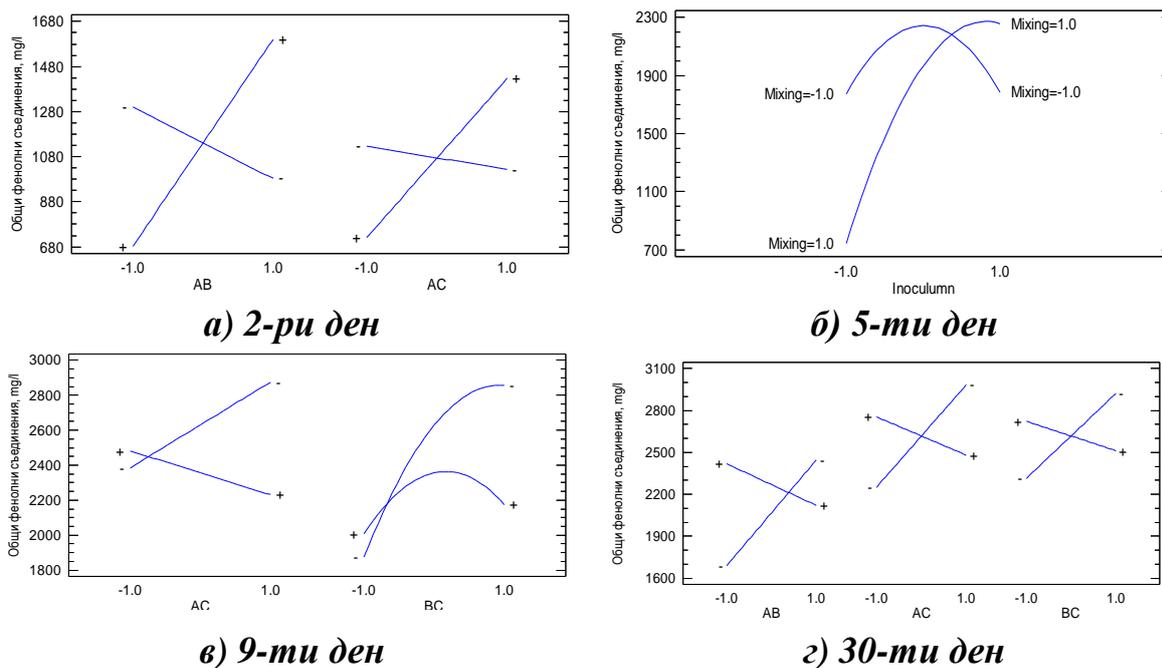 Общи фенолни съединения, mg/l
1680
1480
1280
1080
880
680
-
+
+
-
-
+
+
-
-1.0 1.0 -1.0 1.0
AB AC
а) 2-ри ден
Общи фенолни съединения, mg/l
2300
1900
1500
1100
700
Mixing=1.0
Mixing=-1.0 Mixing=-1.0
Mixing=1.0
-1.0 1.0
Inoculumn
б) 5-ти ден
Общи фенолни съединения, mg/l
3000
2800
2600
2400
2200
2000
1800
+
-
-
+
+
-
-
+
-1.0 1.0 -1.0 1.0
AC BC
в) 9-ти ден
Общи фенолни съединения, mg/l
3100
2800
2500
2200
1900
1600
+
-
-
+
+
-
-
+
+
-
-
+
-1.0 1.0 -1.0 1.0 -1.0 1.0
AB AC BC
г) 30-ти ден